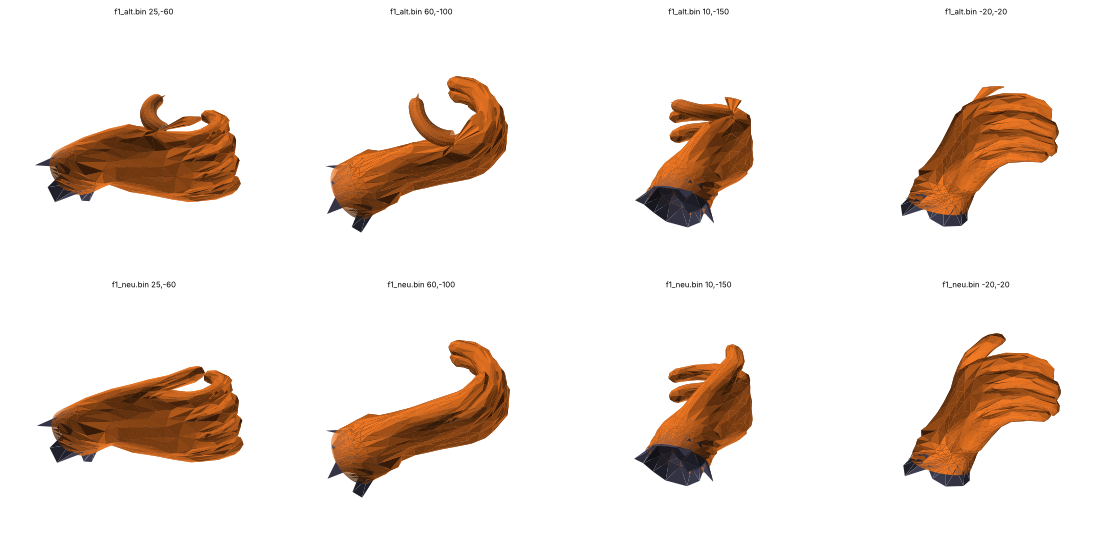 f1_alt.bin 25,-60
f1_alt.bin 60,-100
f1_alt.bin 10,-150
f1_alt.bin -20,-20
f1_neu.bin 25,-60
f1_neu.bin 60,-100
f1_neu.bin 10,-150
f1_neu.bin -20,-20